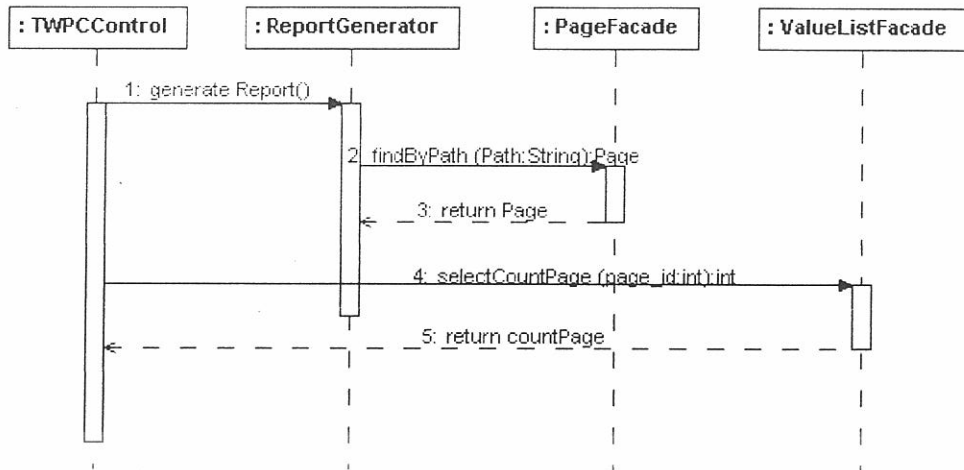 : TWPCControl
: ReportGenerator
: PageFacade
: ValueListFacade
1: generate Report()
2: findByPath (Path:String):Page
3: return Page
4: selectCountPage (page_id:int):int
5: return countPage